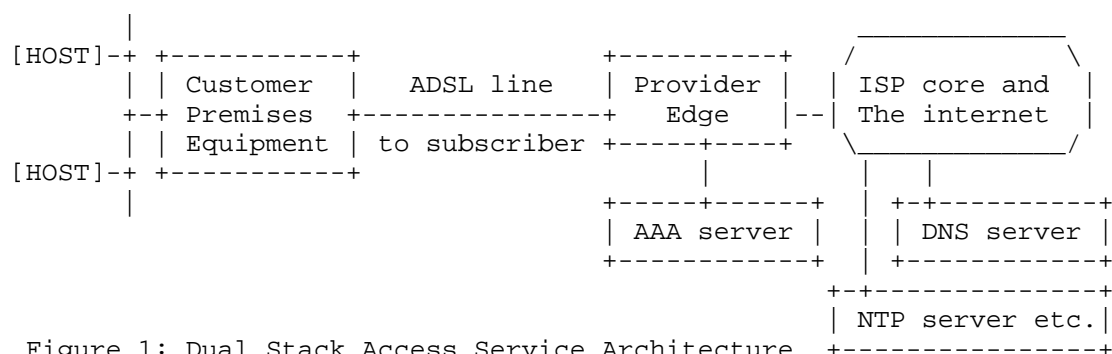 [HOST]
Customer ADSL line Provider ISP core and
Premises Edge The internet
Equipment to subscriber
[HOST]
AAA server DNS server
NTP server etc.
Figure 1: Dual Stack Access Service Architecture